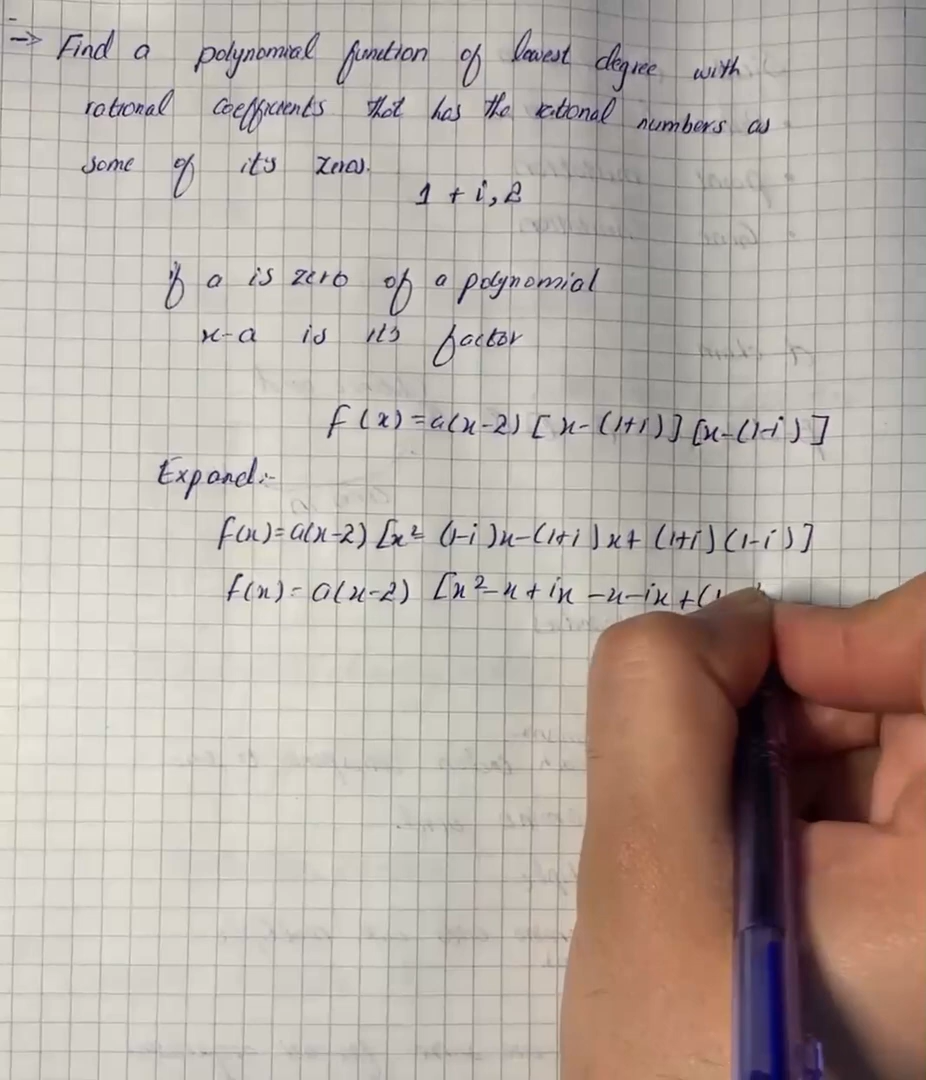 → Find a polynomial function of lowest degree with
rational coefficients that has the rational numbers as
some of its zeros.
1 + i, 2
if a is zero of a polynomial
x-a is its factor
f(x) = a(x-2) [x-(1+i)] [x-(1-i)]
Expand:-
f(x) = a(x-2) [x² (1-i)x-(1+i)x+ (1+i)(1-i)]
f(x) = a(x-2) [x²-x+ix -x-ix+(1